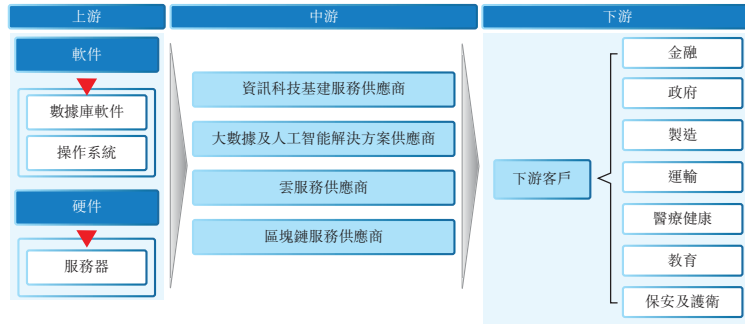 上游
中游
下游
軟件
數據庫軟件
操作系統
硬件
服務器
資訊科技基建服務供應商
大數據及人工智能解決方案供應商
雲服務供應商
區塊鏈服務供應商
下游客戶
金融
政府
製造
運輸
醫療健康
教育
保安及護衛